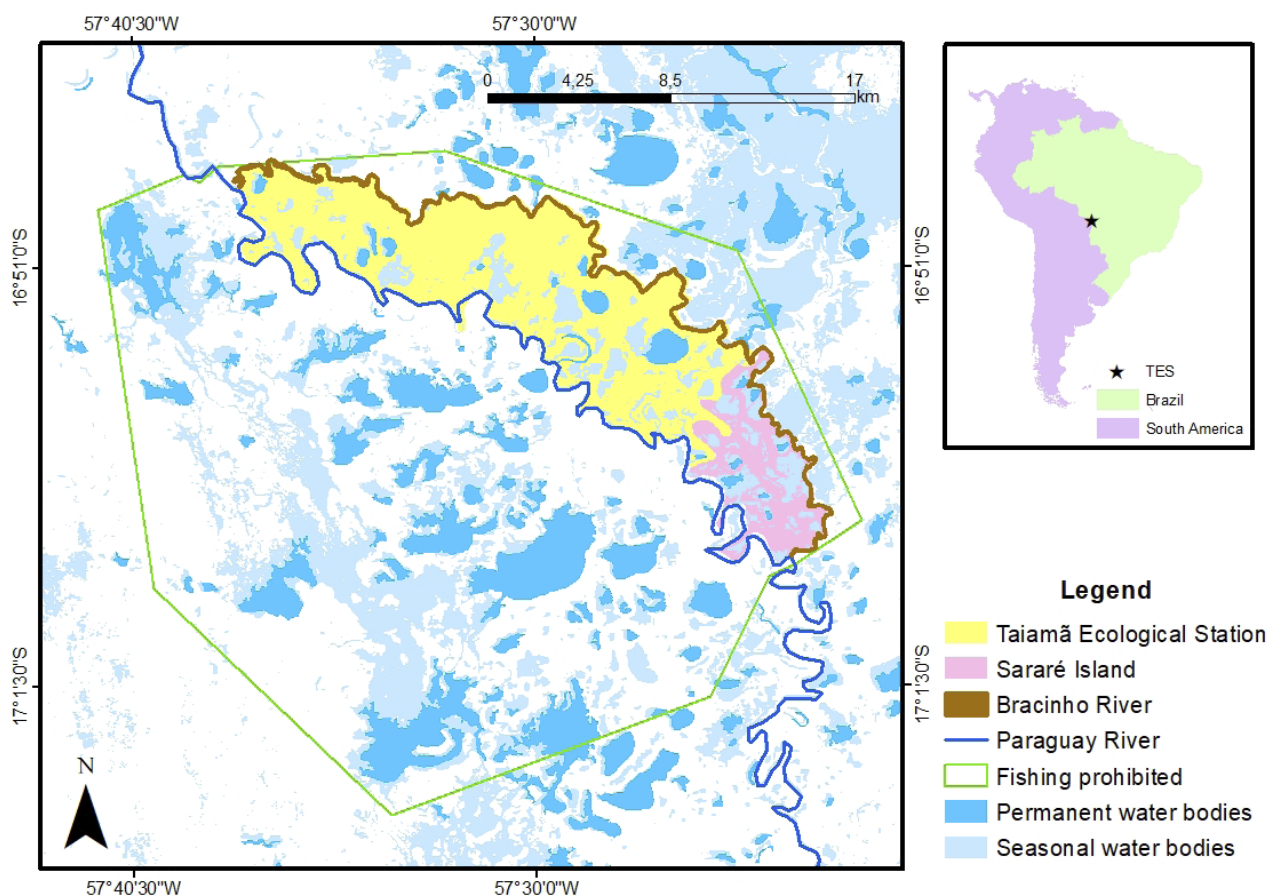 57°40'30"W
57°30'0"W
0
4,25
8,5
17
km
16°51'0"S
16°51'0"S
17°1'30"S
17°1'30"S
N
57°40'30"W
57°30'0"W
TES
Brazil
South America
Legend
Taiamã Ecological Station
Sararé Island
Bracinho River
Paraguay River
Fishing prohibited
Permanent water bodies
Seasonal water bodies